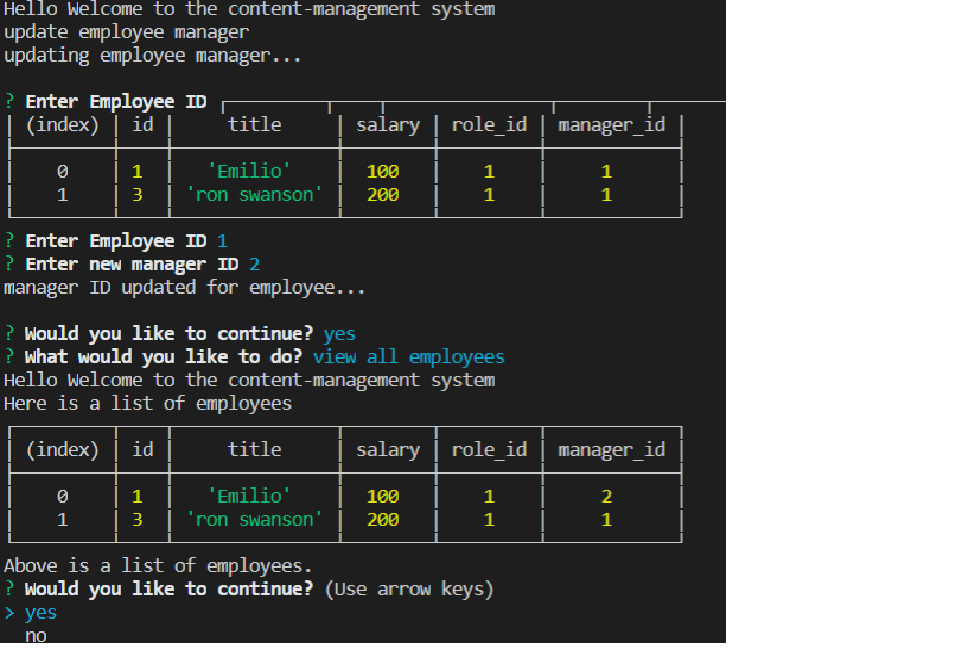 Hello Welcome to the content-management system
update employee manager
updating employee manager...
? Enter Employee ID
(index) | id | title | salary | role_id | manager_id
0 | 1 | 'Emilio' | 100 | 1 | 1
1 | 3 | 'ron swanson' | 200 | 1 | 1
? Enter Employee ID 1
? Enter new manager ID 2
manager ID updated for employee...
? Would you like to continue? yes
? What would you like to do? view all employees
Hello Welcome to the content-management system
Here is a list of employees
(index) | id | title | salary | role_id | manager_id
0 | 1 | 'Emilio' | 100 | 1 | 2
1 | 3 | 'ron swanson' | 200 | 1 | 1
Above is a list of employees.
? Would you like to continue? (Use arrow keys)
> yes
no